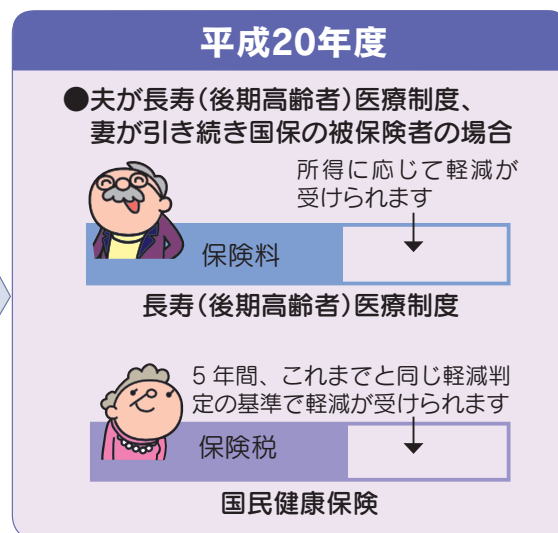 平成20年度
●夫が長寿(後期高齢者)医療制度、
妻が引き続き国保の被保険者の場合
所得に応じて軽減が
受けられます
保険料
長寿(後期高齢者)医療制度
5年間、これまでと同じ軽減判
定の基準で軽減が受けられます
保険税
国民健康保険